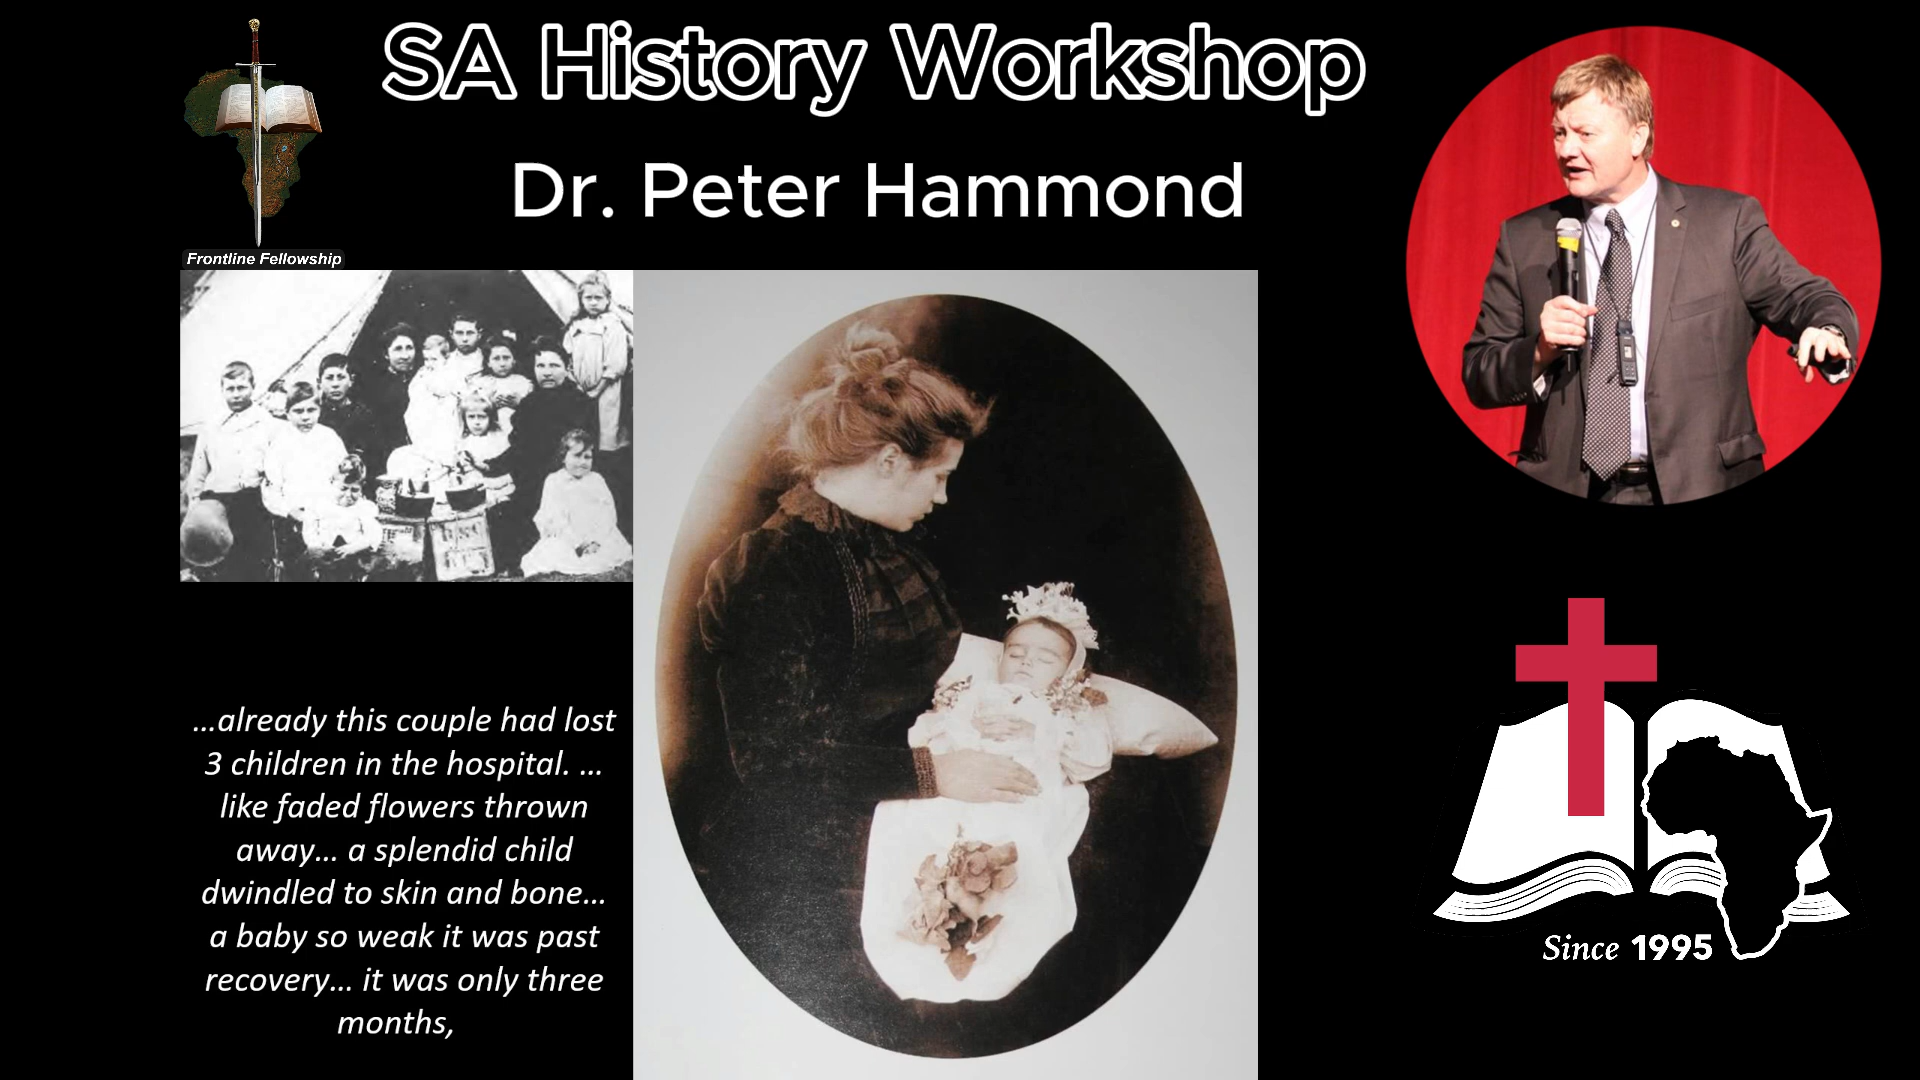 SA History Workshop
Dr. Peter Hammond
Frontline Fellowship
...already this couple had lost
3 children in the hospital. ...
like faded flowers thrown
away... a splendid child
dwindled to skin and bone...
a baby so weak it was past
recovery... it was only three
months,
Since 1995